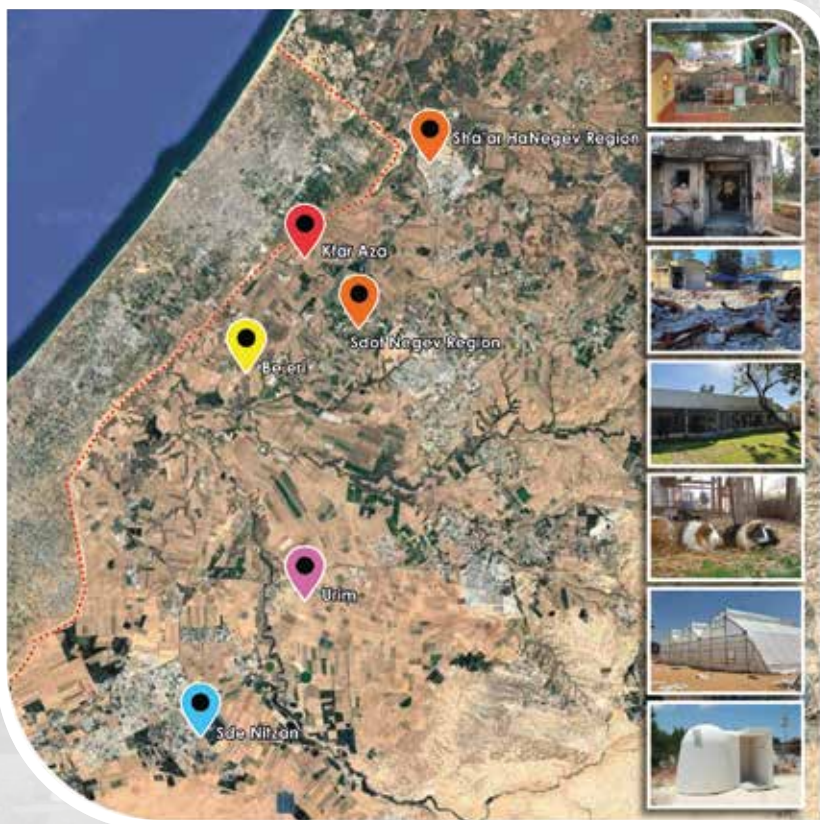 Sha'ar HaNegev Region
Kfar Aza
Sdot Negev Region
Be'eri
Urim
Sde Nitzan